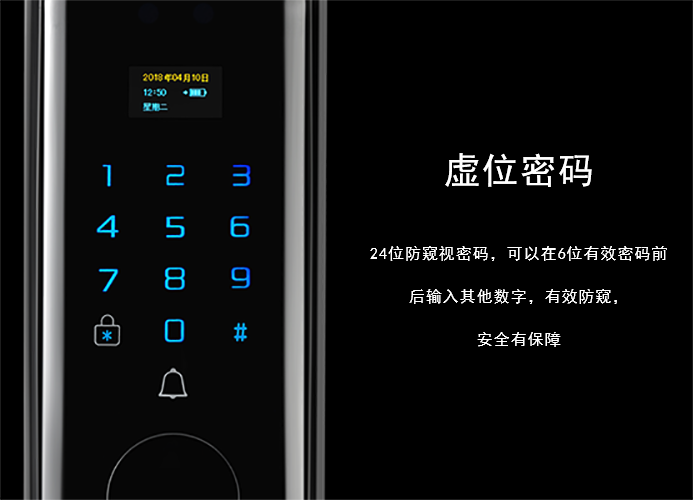 2018年04月10日
12:50
星期二
1 2 3
4 5 6
7 8 9
* 0 #
虚位密码
24位防窥视密码，可以在6位有效密码前
后输入其他数字，有效防窥，
安全有保障